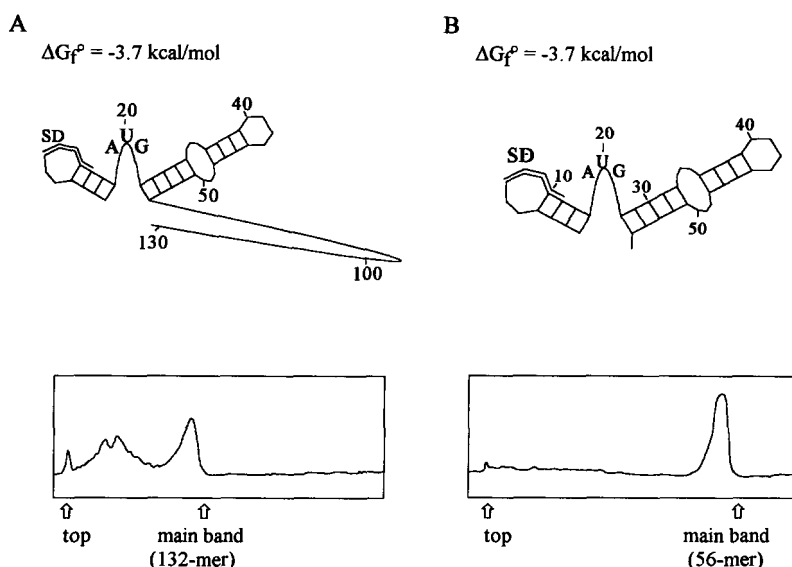 A
ΔGf° = -3.7 kcal/mol
20
SD
A U G
40
50
130
100
top
main band
(132-mer)
B
ΔGf° = -3.7 kcal/mol
20
SD
10
A U G
30
40
50
top
main band
(56-mer)